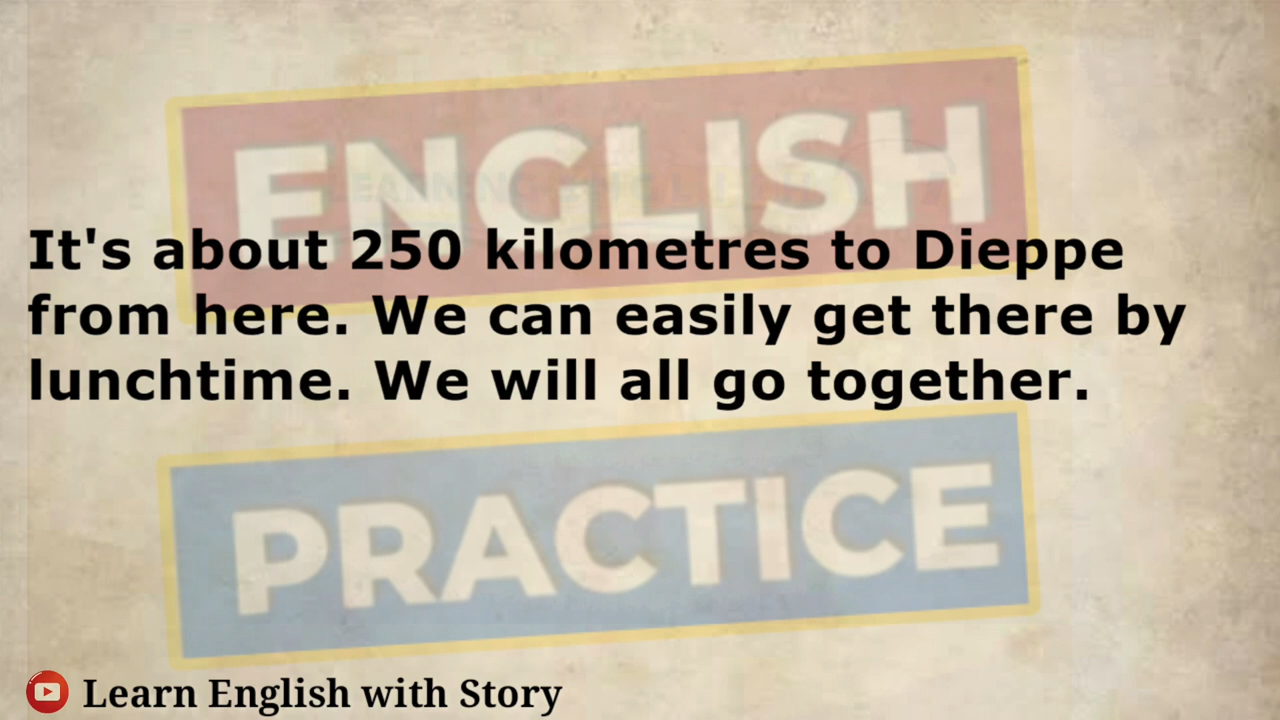 ENGLISH
It's about 250 kilometres to Dieppe
from here. We can easily get there by
lunchtime. We will all go together.
PRACTICE
Learn English with Story